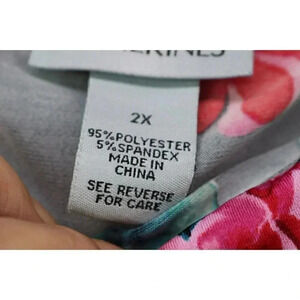 2X
95%POLYESTER
5%SPANDEX
MADE IN
CHINA
SEE REVERSE
FOR CARE